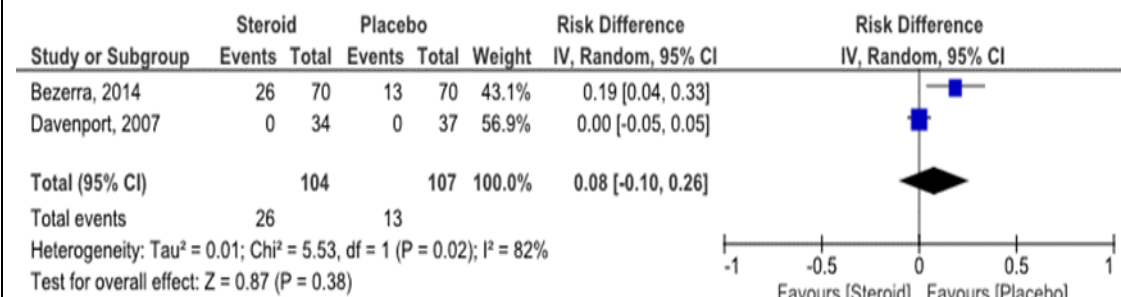 Steroid Placebo Risk Difference Risk Difference
Study or Subgroup Events Total Events Total Weight IV, Random, 95% CI IV, Random, 95% CI
Bezerra, 2014 26 70 13 70 43.1% 0.19 [0.04, 0.33]
Davenport, 2007 0 34 0 37 56.9% 0.00 [-0.05, 0.05]
Total (95% CI) 104 107 100.0% 0.08 [-0.10, 0.26]
Total events 26 13
Heterogeneity: Tau² = 0.01; Chi² = 5.53, df = 1 (P = 0.02); I² = 82%
Test for overall effect: Z = 0.87 (P = 0.38)
-1 -0.5 0 0.5 1
Favours [Steroid] Favours [Placebo]